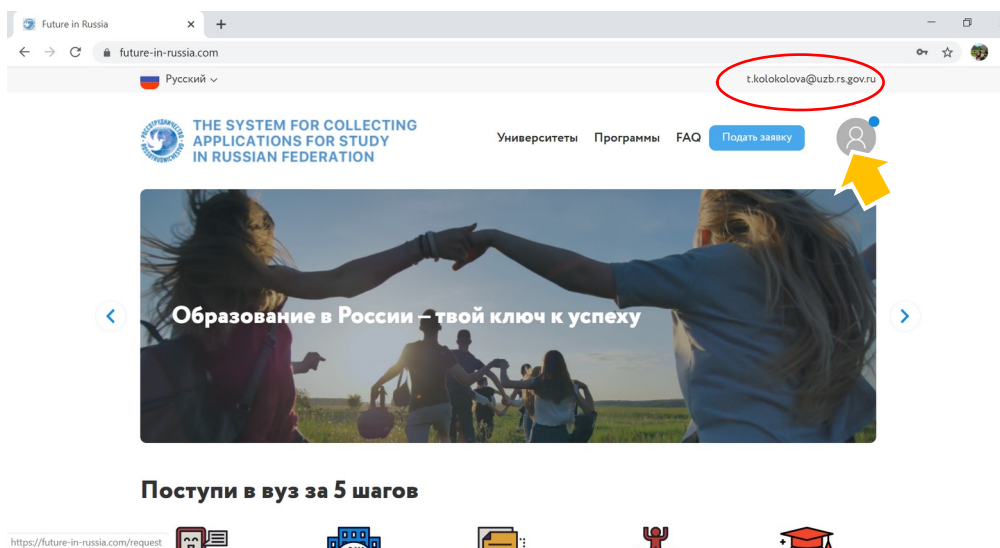 Future in Russia
future-in-russia.com
Русский
t.kolokolova@uzb.rs.gov.ru
THE SYSTEM FOR COLLECTING
APPLICATIONS FOR STUDY
IN RUSSIAN FEDERATION
Университеты Программы FAQ Подать заявку
Образование в России – твой ключ к успеху
Поступи в вуз за 5 шагов
https://future-in-russia.com/request